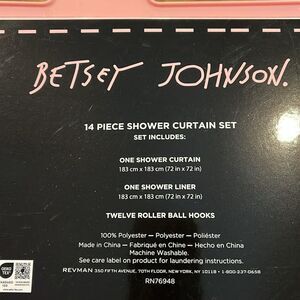 BETSEY JOHNSON.
14 PIECE SHOWER CURTAIN SET
SET INCLUDES:
ONE SHOWER CURTAIN
183 cm x 183 cm (72 in x 72 in)
ONE SHOWER LINER
183 cm x 183 cm (72 in x 72 in)
TWELVE ROLLER BALL HOOKS
100% Polyester – Polyester – Poliéster
Made in China – Fabriqué en Chine – Hecho en China
Machine Washable.
See care label on product for laundering instructions.
REVMAN 350 FIFTH AVENUE, 70TH FLOOR, NEW YORK, NY 10118 • 1-800-237-0658
RN76948
OEKO
TEX